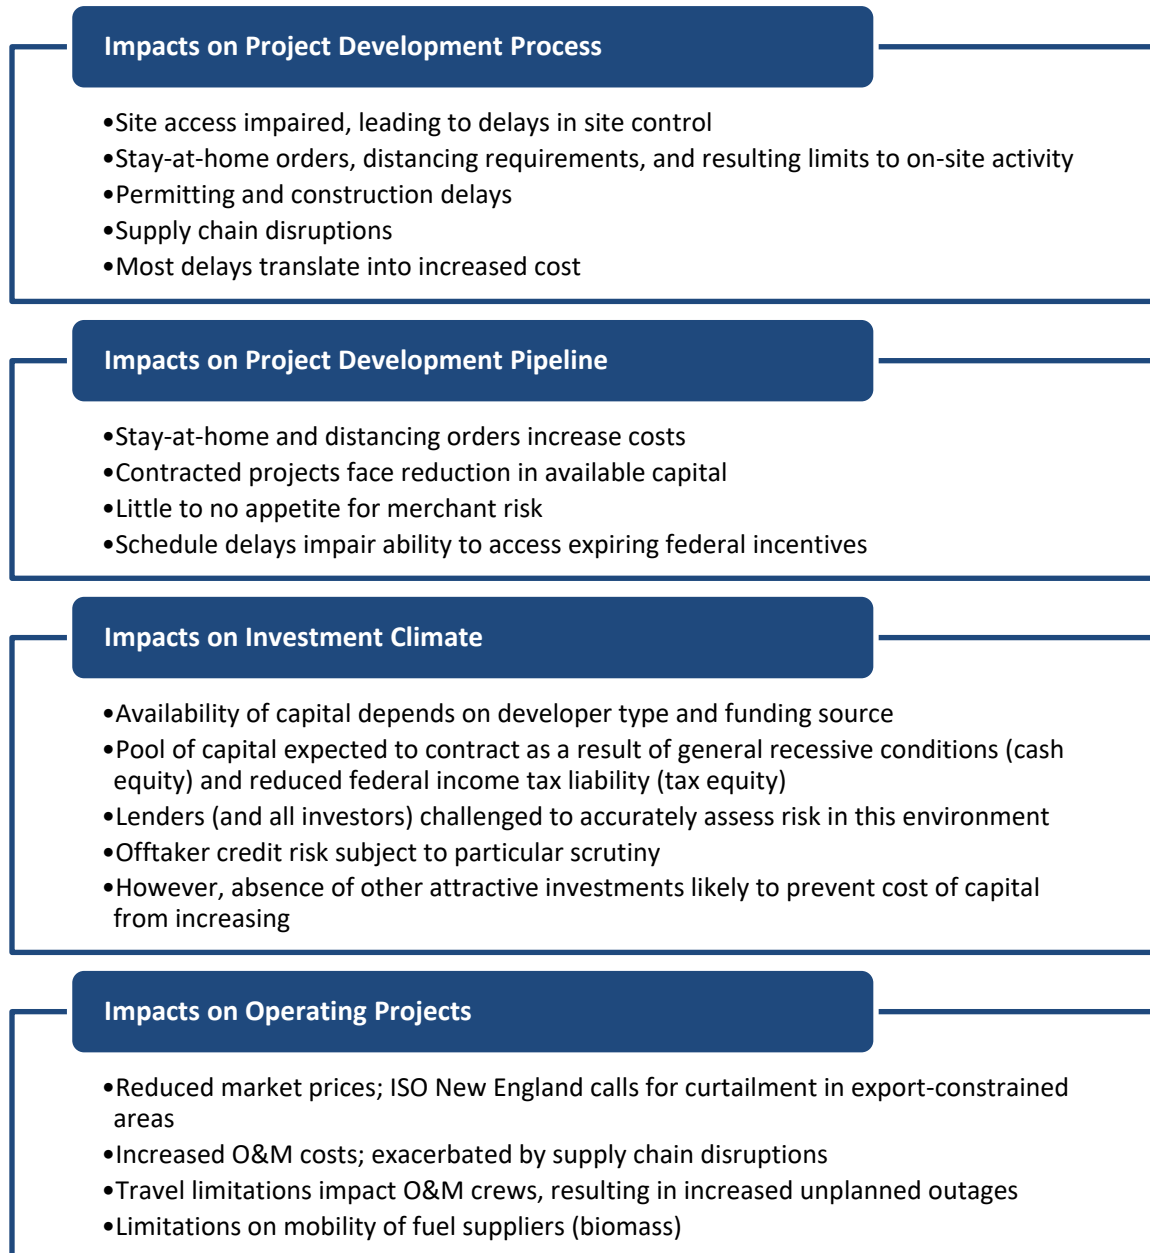 Impacts on Project Development Process
•Site access impaired, leading to delays in site control
•Stay-at-home orders, distancing requirements, and resulting limits to on-site activity
•Permitting and construction delays
•Supply chain disruptions
•Most delays translate into increased cost
Impacts on Project Development Pipeline
•Stay-at-home and distancing orders increase costs
•Contracted projects face reduction in available capital
•Little to no appetite for merchant risk
•Schedule delays impair ability to access expiring federal incentives
Impacts on Investment Climate
•Availability of capital depends on developer type and funding source
•Pool of capital expected to contract as a result of general recessive conditions (cash
equity) and reduced federal income tax liability (tax equity)
•Lenders (and all investors) challenged to accurately assess risk in this environment
•Offtaker credit risk subject to particular scrutiny
•However, absence of other attractive investments likely to prevent cost of capital
from increasing
Impacts on Operating Projects
•Reduced market prices; ISO New England calls for curtailment in export-constrained
areas
•Increased O&M costs; exacerbated by supply chain disruptions
•Travel limitations impact O&M crews, resulting in increased unplanned outages
•Limitations on mobility of fuel suppliers (biomass)